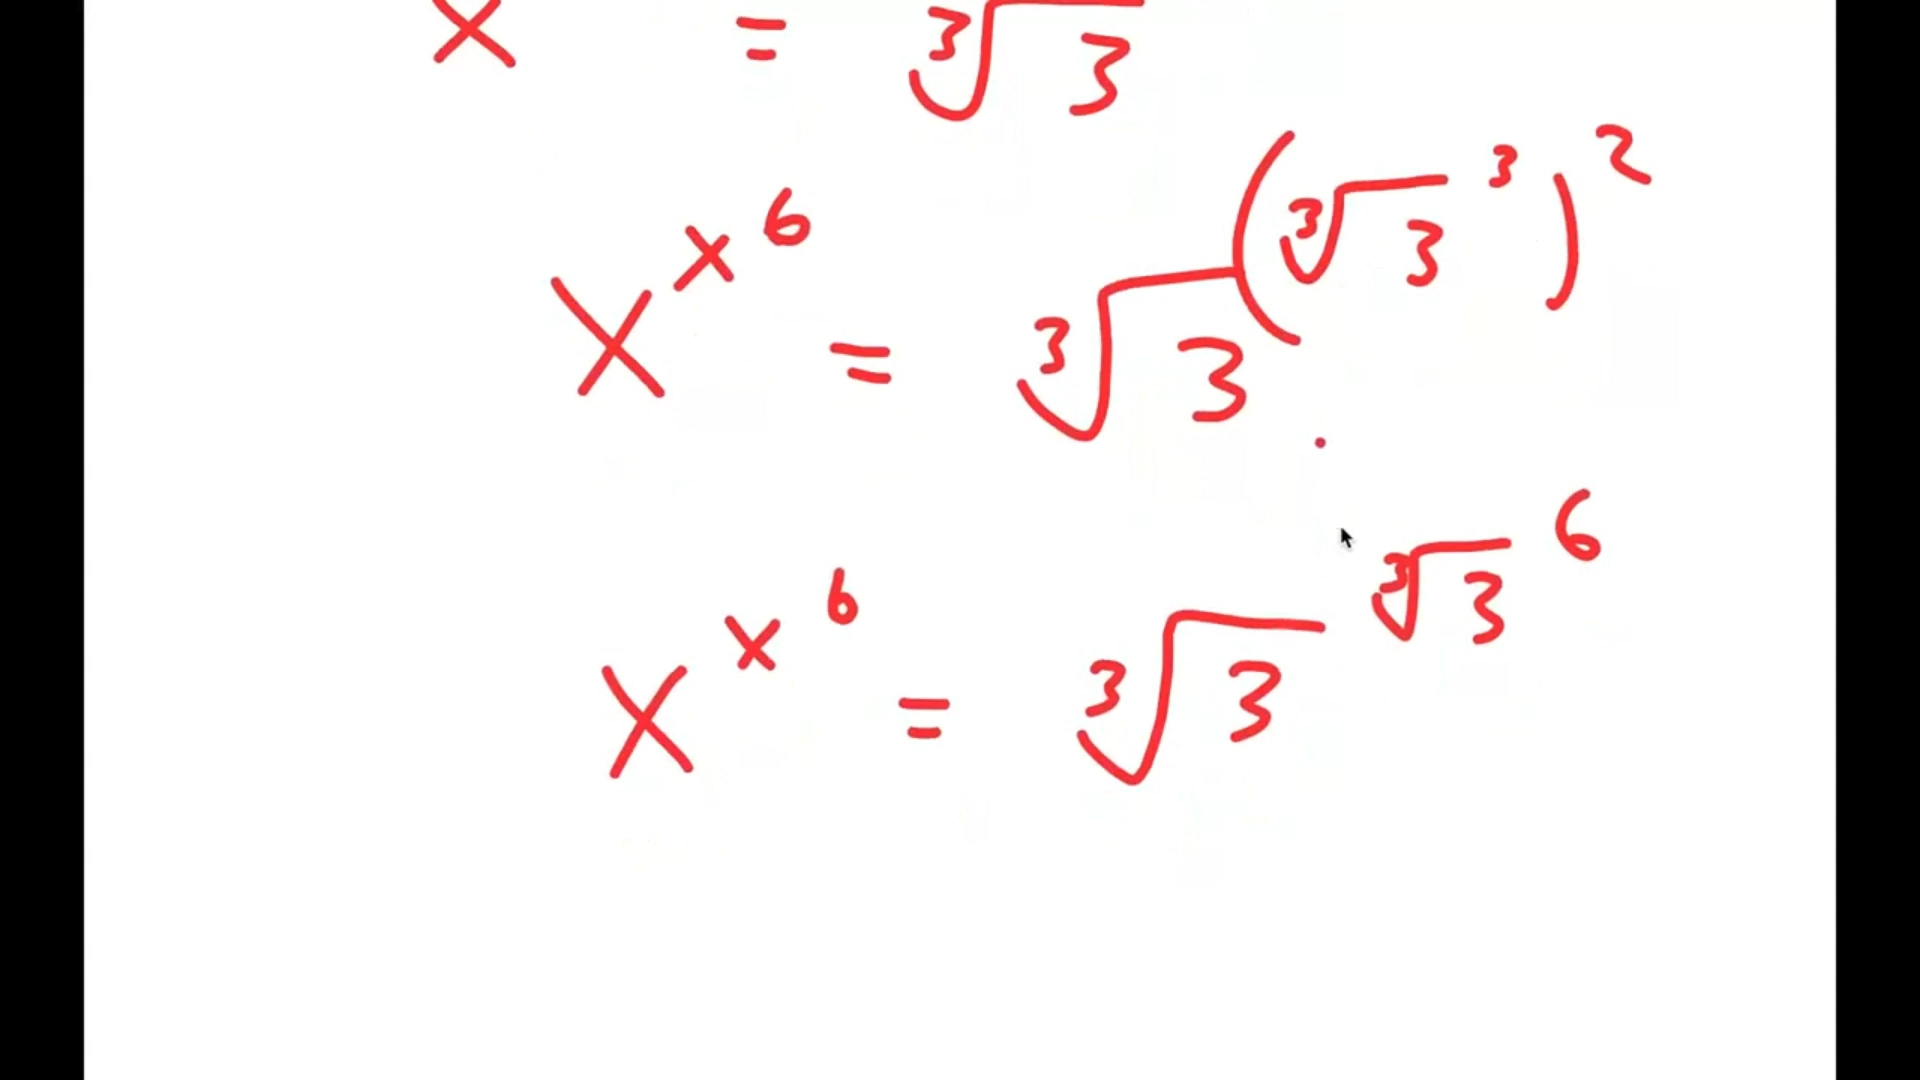 x = ∛3
x^x^6 = ∛3^(∛3^3)^2
x^x^6 = ∛3^∛3^6